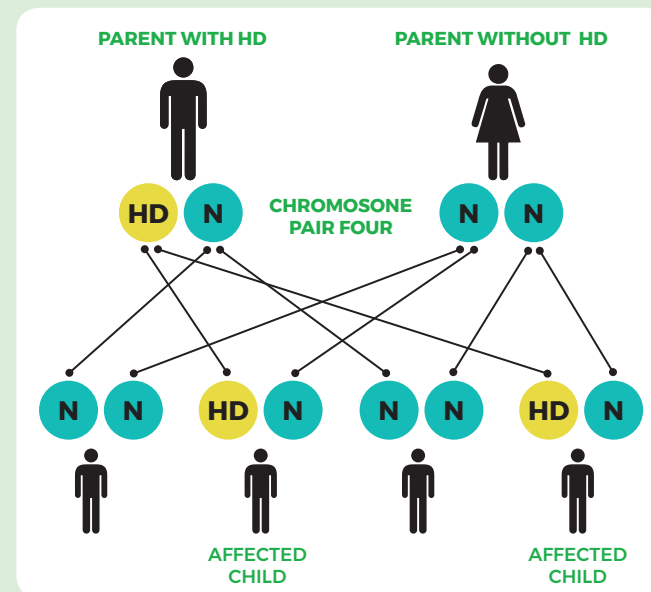 PARENT WITH HD
PARENT WITHOUT HD
HD N
CHROMOSONE
PAIR FOUR
N N
N N HD N N N HD N
AFFECTED
CHILD
AFFECTED
CHILD